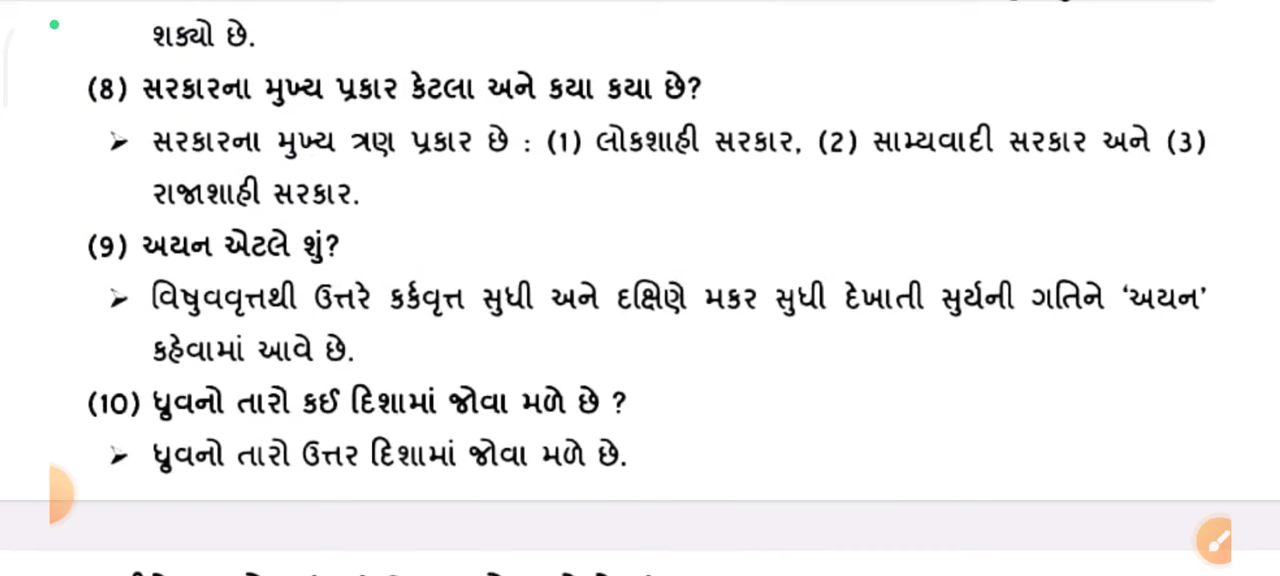 શક્યો છે.
(8) સરકારના મુખ્ય પ્રકાર કેટલા અને કયા કયા છે?
➢ સરકારના મુખ્ય ત્રણ પ્રકાર છે : (1) લોકશાહી સરકાર, (2) સામ્યવાદી સરકાર અને (3)
રાજાશાહી સરકાર.
(9) અયન એટલે શું?
➢ વિષુવવૃત્તથી ઉત્તરે કર્કવૃત્ત સુધી અને દક્ષિણે મકર સુધી દેખાતી સુર્યની ગતિને ‘અયન’
કહેવામાં આવે છે.
(10) ધ્રુવનો તારો કઈ દિશામાં જોવા મળે છે ?
➢ ધ્રુવનો તારો ઉત્તર દિશામાં જોવા મળે છે.